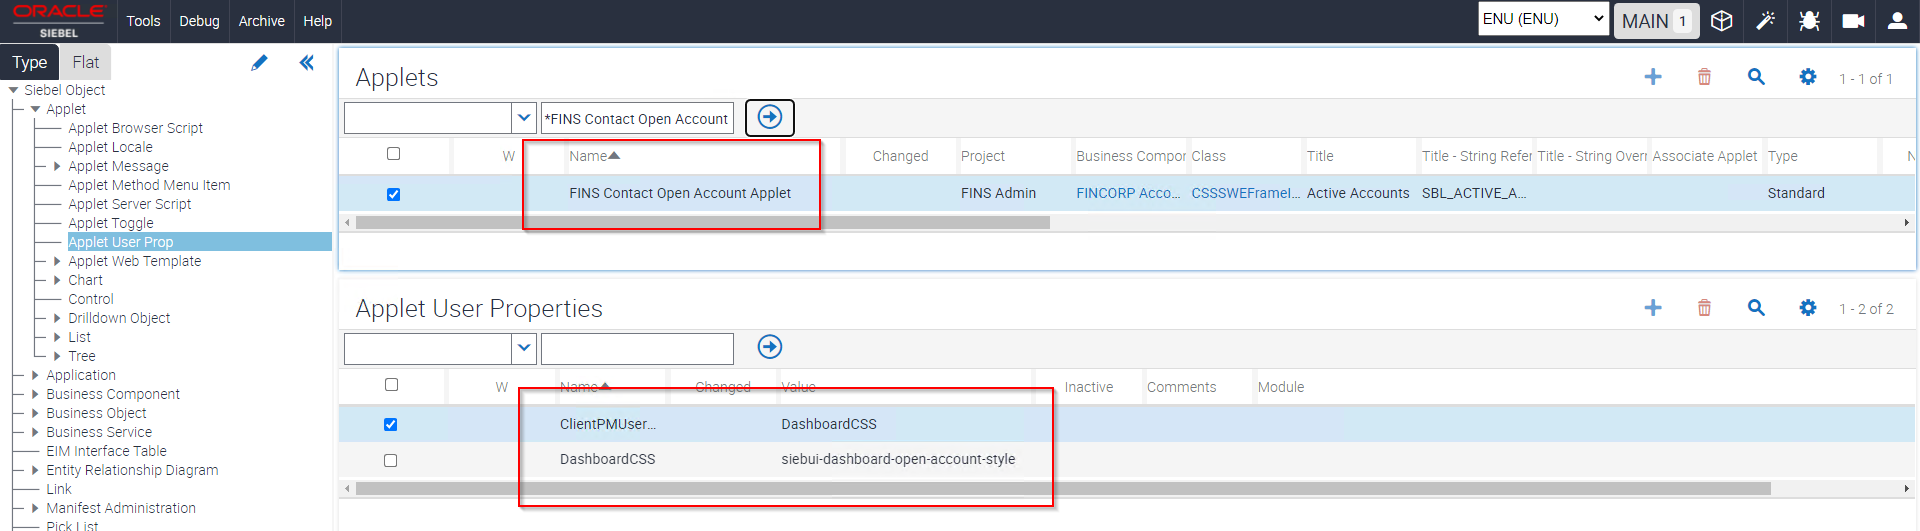 ORACLE
SIEBEL
Tools
Debug
Archive
Help
ENU (ENU)
MAIN 1
Type
Flat
Siebel Object
Applet
Applet Browser Script
Applet Locale
Applet Message
Applet Method Menu Item
Applet Server Script
Applet Toggle
Applet User Prop
Applet Web Template
Chart
Control
Drilldown Object
List
Tree
Application
Business Component
Business Object
Business Service
EIM Interface Table
Entity Relationship Diagram
Link
Manifest Administration
Pick List
Applets
1 - 1 of 1
*FINS Contact Open Account
W Name Changed Project Business Compor Class Title Title - String Refer Title - String Overr Associate Applet Type N
FINS Contact Open Account Applet FINS Admin FINCORP Acco... CSSSWEFrameI... Active Accounts SBL_ACTIVE_A... Standard
Applet User Properties
1 - 2 of 2
W Name Changed Value Inactive Comments Module
ClientPMUser... DashboardCSS
DashboardCSS siebui-dashboard-open-account-style